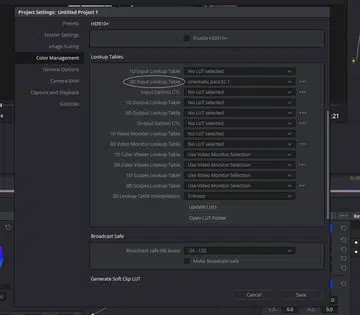 Project Settings: Untitled Project 1
Presets
Master Settings
Image Scaling
Color Management
General Options
Camera RAW
Capture and Playback
Subtitles
HDR10+
Enable HDR10+
Lookup Tables
1D Input Lookup Table No LUT selected
3D Input Lookup Table
Input DaVinci CTL No LUT selected
1D Output Lookup Table No LUT selected
3D Output Lookup Table No LUT selected
Output DaVinci CTL No LUT selected
1D Video Monitor Lookup Table No LUT selected
3D Video Monitor Lookup Table No LUT selected
1D Color Viewer Lookup Table Use Video Monitor Selection
3D Color Viewer Lookup Table Use Video Monitor Selection
1D Scopes Lookup Table Use Video Monitor Selection
3D Scopes Lookup Table Use Video Monitor Selection
3D Lookup Table Interpolation Trilinear
Update Lists
Open LUT Folder
Broadcast Safe
Broadcast safe IRE levels -20 - 120
Make Broadcast safe
Generate Soft Clip LUT
Cancel Save